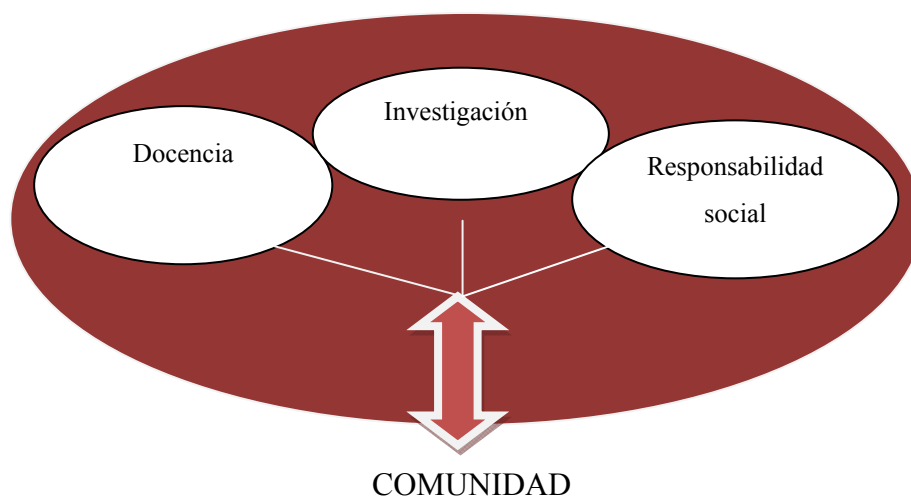 Investigación
Docencia
Responsabilidad
social
COMUNIDAD